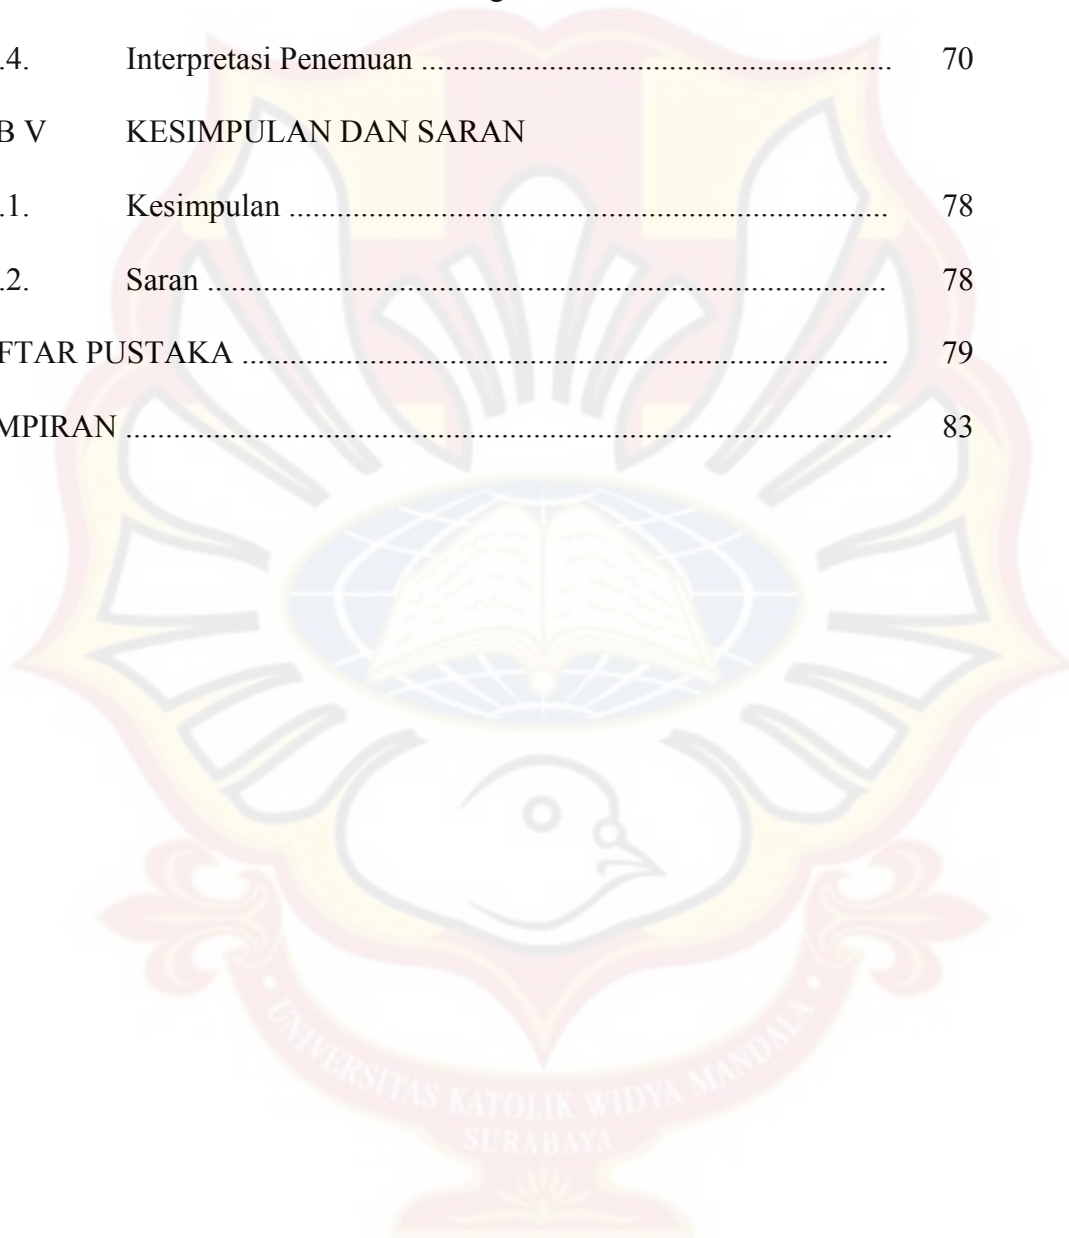 .4. Interpretasi Penemuan ............................................................ 70
B V KESIMPULAN DAN SARAN
.1. Kesimpulan ............................................................................ 78
.2. Saran ...................................................................................... 78
FTAR PUSTAKA .................................................................................. 79
MPIRAN ................................................................................................. 83
UNIVERSITAS KATOLIK WIDYA MANDALA
SURABAYA